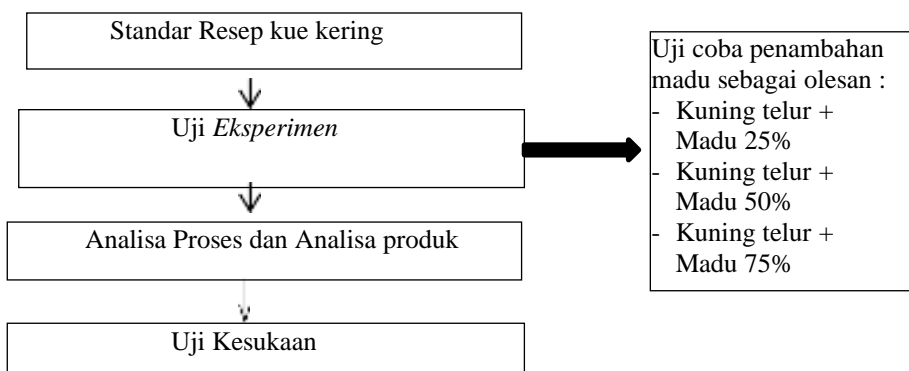 Standar Resep kue kering
Uji Eksperimen
Analisa Proses dan Analisa produk
Uji Kesukaan
Uji coba penambahan
madu sebagai olesan :
- Kuning telur +
Madu 25%
- Kuning telur +
Madu 50%
- Kuning telur +
Madu 75%